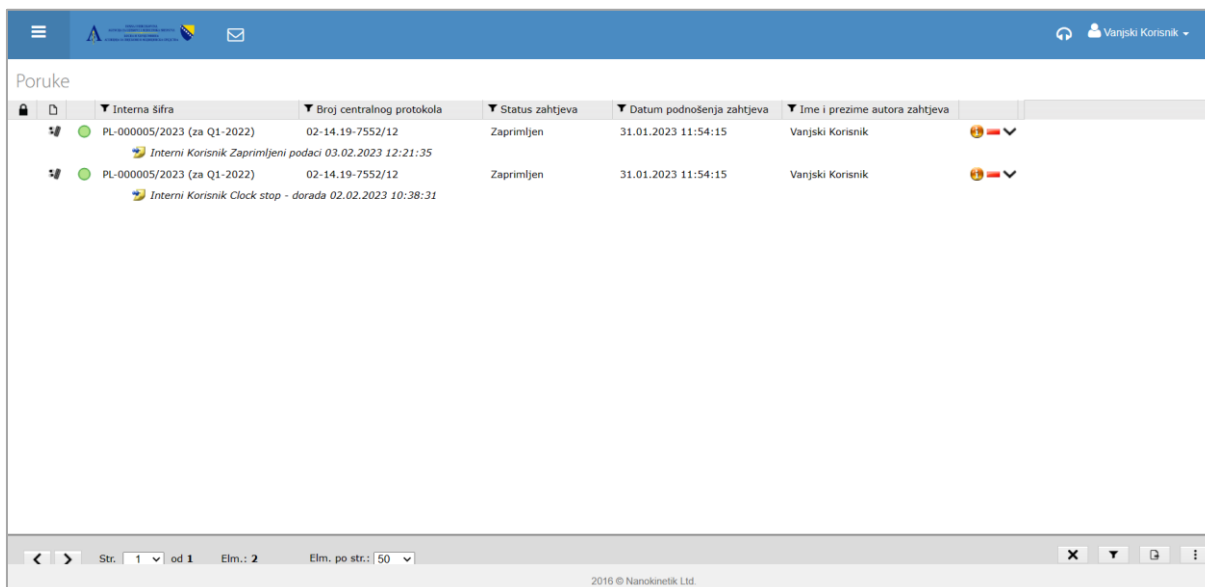 Vanjski Korisnik
Poruke
Interna šifra Broj centralnog protokola Status zahtjeva Datum podnošenja zahtjeva Ime i prezime autora zahtjeva
PL-000005/2023 (za Q1-2022) 02-14.19-7552/12 Zaprimljen 31.01.2023 11:54:15 Vanjski Korisnik
Interni Korisnik Zaprimljeni podaci 03.02.2023 12:21:35
PL-000005/2023 (za Q1-2022) 02-14.19-7552/12 Zaprimljen 31.01.2023 11:54:15 Vanjski Korisnik
Interni Korisnik Clock stop - dorada 02.02.2023 10:38:31
Str. 1 od 1 Elm.: 2 Elm. po str.: 50
2016 © Nanokinetik Ltd.